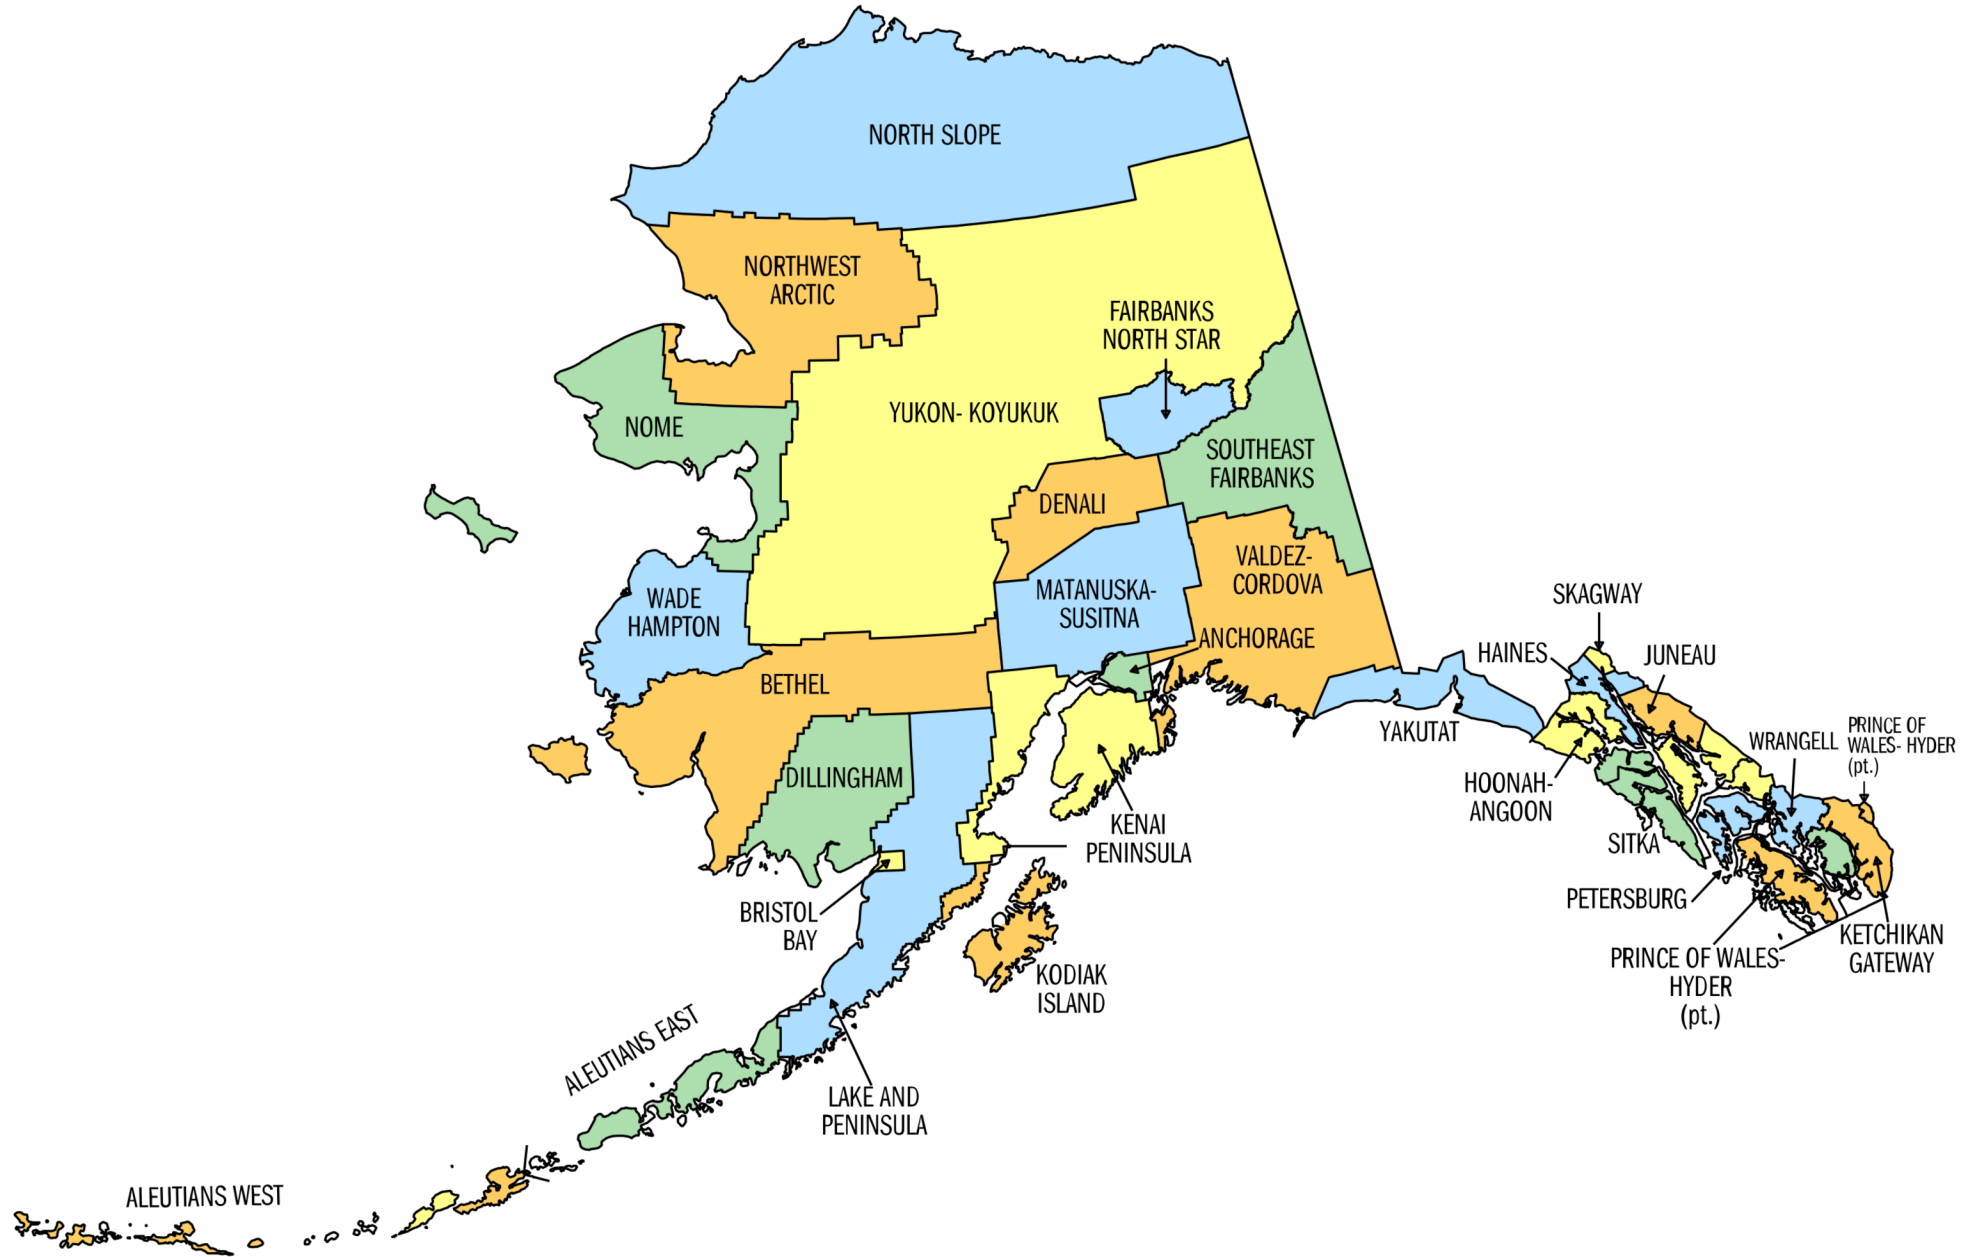 NORTH SLOPE
NORTHWEST
ARCTIC
FAIRBANKS
NORTH STAR
NOME
YUKON- KOYUKUK
SOUTHEAST
FAIRBANKS
DENALI
VALDEZ-
CORDOVA
WADE
HAMPTON
MATANUSKA-
SUSITNA
ANCHORAGE
SKAGWAY
HAINES
JUNEAU
BETHEL
YAKUTAT
PRINCE OF
WALES- HYDER
(pt.)
WRANGELL
DILLINGHAM
HOONAH-
ANGOON
KENAI
PENINSULA
SITKA
PETERSBURG
BRISTOL
BAY
KETCHIKAN
GATEWAY
PRINCE OF WALES-
HYDER
(pt.)
KODIAK
ISLAND
ALEUTIANS EAST
LAKE AND
PENINSULA
ALEUTIANS WEST